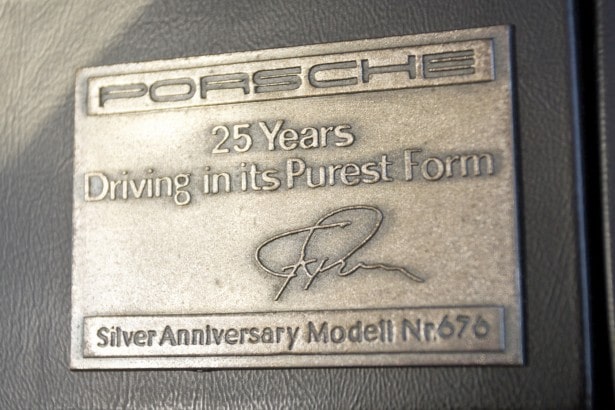 PORSCHE
25 Years
Driving in its Purest Form
Silver Anniversary Modell Nr.676